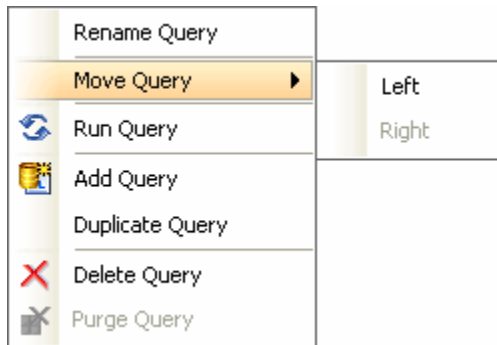 Rename Query
Move Query
Left
Run Query
Right
Add Query
Duplicate Query
Delete Query
Purge Query